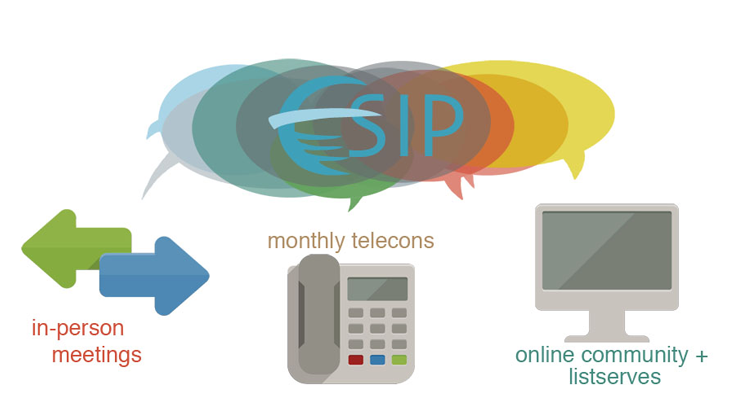 ESIP
monthly telecons
in-person
meetings
online community +
listserves